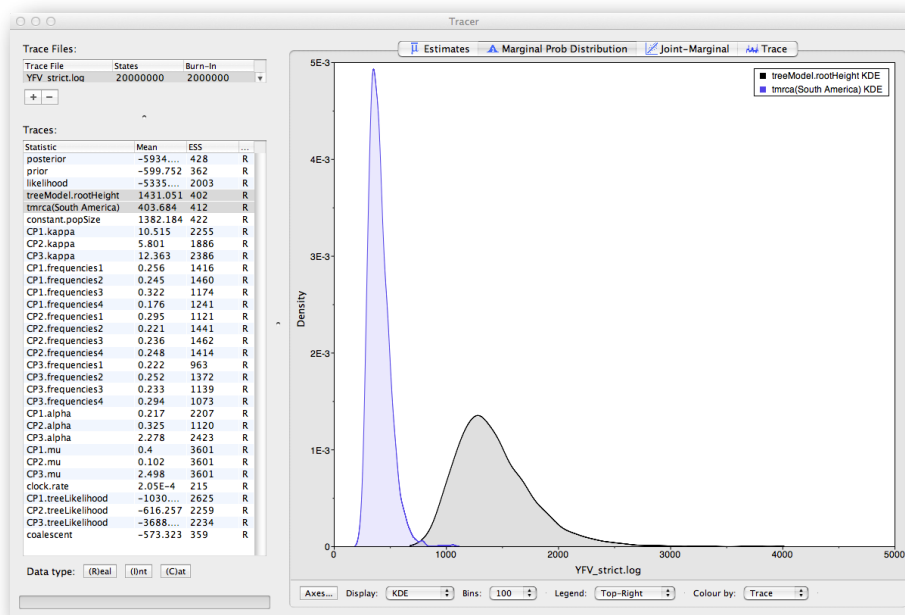 Tracer
Trace Files:
Trace File States Burn-In
YFV_strict.log 20000000 2000000
+ −
Traces:
Statistic Mean ESS ...
posterior -5934.... 428 R
prior -599.752 362 R
likelihood -5335.... 2003 R
treeModel.rootHeight 1431.051 402 R
tmrca(South America) 403.684 412 R
constant.popSize 1382.184 422 R
CP1.kappa 10.515 2255 R
CP2.kappa 5.801 1886 R
CP3.kappa 12.363 2386 R
CP1.frequencies1 0.256 1416 R
CP1.frequencies2 0.245 1460 R
CP1.frequencies3 0.322 1174 R
CP1.frequencies4 0.176 1241 R
CP2.frequencies1 0.295 1121 R
CP2.frequencies2 0.221 1441 R
CP2.frequencies3 0.236 1462 R
CP2.frequencies4 0.248 1414 R
CP3.frequencies1 0.222 963 R
CP3.frequencies2 0.252 1372 R
CP3.frequencies3 0.233 1139 R
CP3.frequencies4 0.294 1073 R
CP1.alpha 0.217 2207 R
CP2.alpha 0.325 1120 R
CP3.alpha 2.278 2423 R
CP1.mu 0.4 3601 R
CP2.mu 0.102 3601 R
CP3.mu 2.498 3601 R
clock.rate 2.05E-4 215 R
CP1.treeLikelihood -1030.... 2625 R
CP2.treeLikelihood -616.257 2259 R
CP3.treeLikelihood -3688.... 2234 R
coalescent -573.323 359 R
Data type: (R)eal (I)nt (C)at
Estimates Marginal Prob Distribution Joint-Marginal Trace
treeModel.rootHeight KDE
tmrca(South America) KDE
5E-3
4E-3
3E-3
2E-3
1E-3
0
Density
0 1000 2000 3000 4000 5000
YFV_strict.log
Axes... Display: KDE Bins: 100 Legend: Top-Right Colour by: Trace